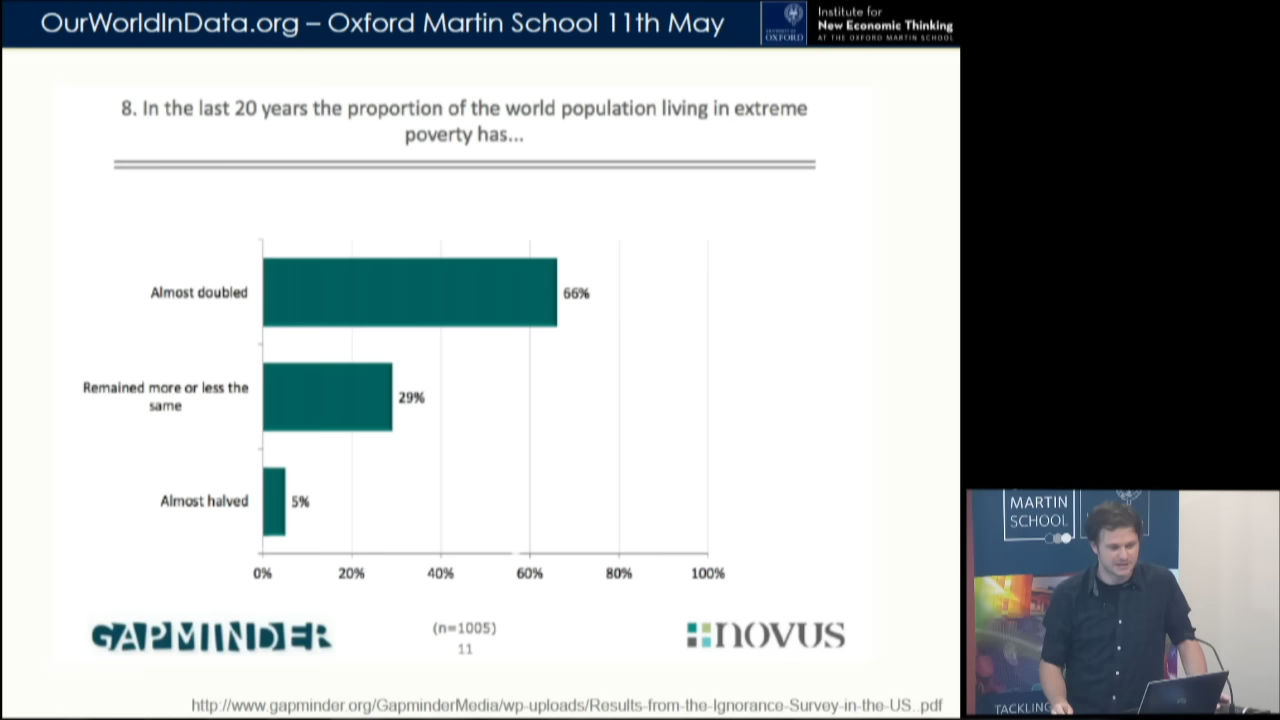 OurWorldInData.org – Oxford Martin School 11th May
UNIVERSITY OF
OXFORD
Institute for
New Economic Thinking
AT THE OXFORD MARTIN SCHOOL
8. In the last 20 years the proportion of the world population living in extreme
poverty has...
Almost doubled
66%
Remained more or less the
same
29%
Almost halved
5%
0% 20% 40% 60% 80% 100%
GAPMINDER
(n=1005)
11
novus
http://www.gapminder.org/GapminderMedia/wp-uploads/Results-from-the-Ignorance-Survey-in-the-US..pdf
MARTIN
SCHOOL
TACKLING